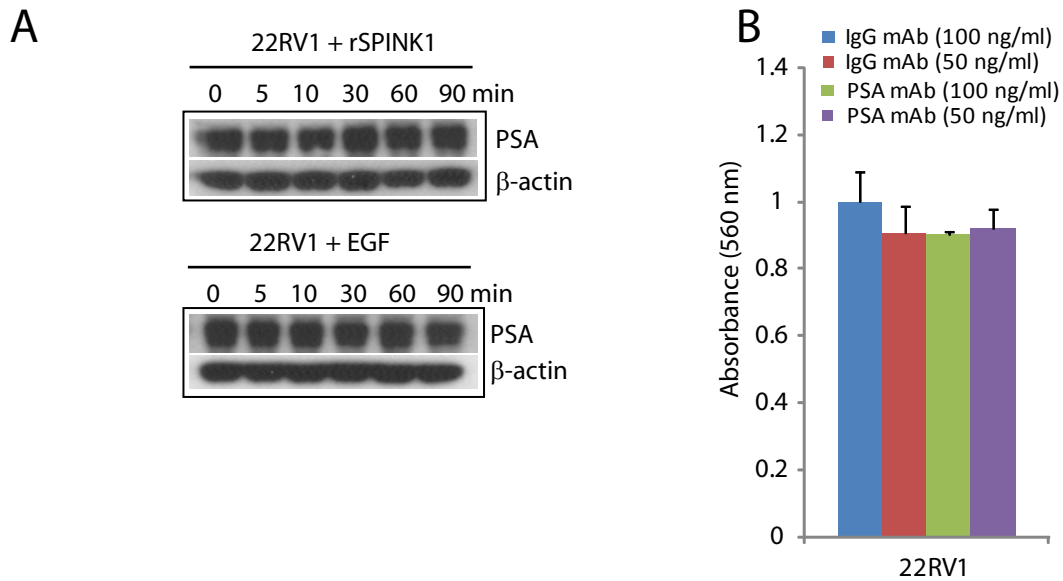 A
22RV1 + rSPINK1
0 5 10 30 60 90 min
PSA
β-actin
22RV1 + EGF
0 5 10 30 60 90 min
PSA
β-actin
B
IgG mAb (100 ng/ml)
IgG mAb (50 ng/ml)
PSA mAb (100 ng/ml)
PSA mAb (50 ng/ml)
Absorbance (560 nm)
1.4
1.2
1
0.8
0.6
0.4
0.2
0
22RV1